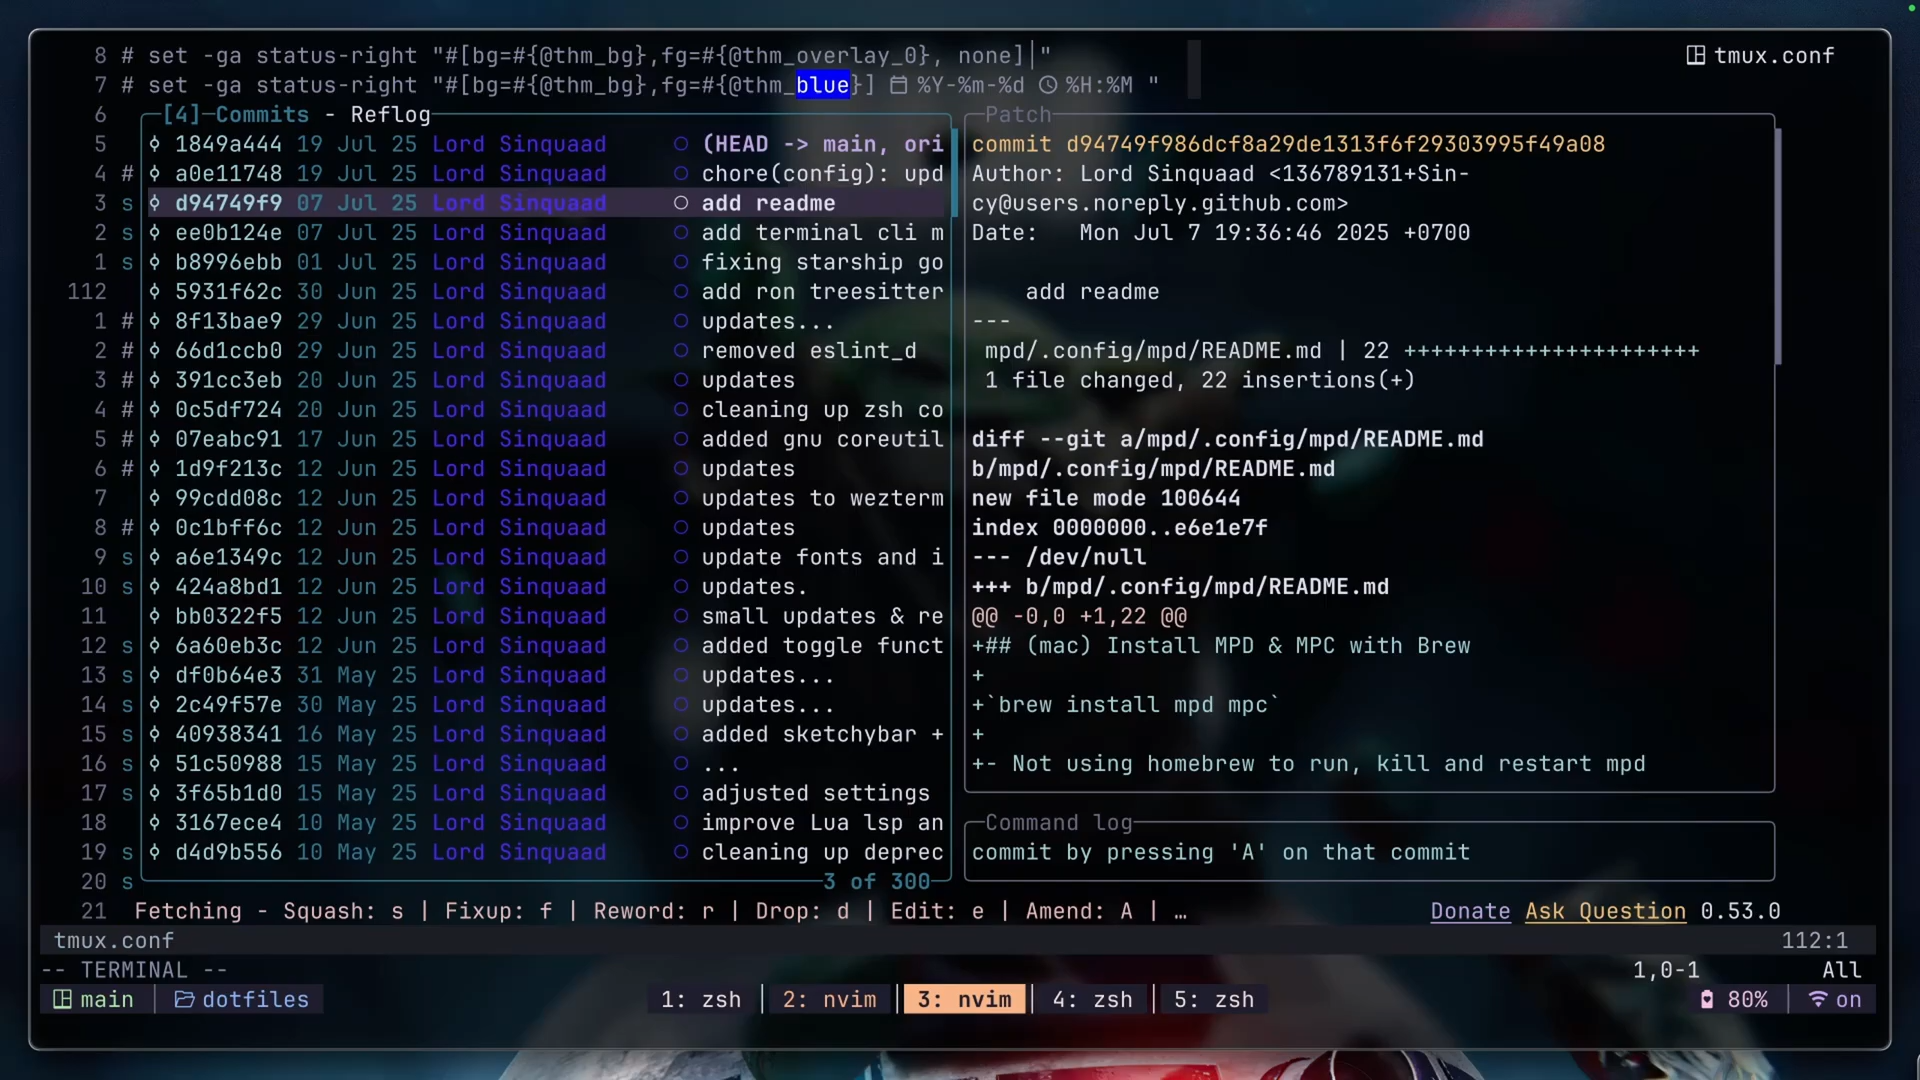 8 # set -ga status-right "#[bg=#{@thm_bg},fg=#{@thm_overlay_0}, none]│"
tmux.conf
7 # set -ga status-right "#[bg=#{@thm_bg},fg=#{@thm_blue}] %Y-%m-%d %H:%M "
6 [4]─Commits - Reflog
5 1849a444 19 Jul 25 Lord Sinquaad ○ (HEAD -> main, ori
4 # a0e11748 19 Jul 25 Lord Sinquaad ○ chore(config): upd
3 s d94749f9 07 Jul 25 Lord Sinquaad ○ add readme
2 s ee0b124e 07 Jul 25 Lord Sinquaad ○ add terminal cli m
1 s b8996ebb 01 Jul 25 Lord Sinquaad ○ fixing starship go
112 5931f62c 30 Jun 25 Lord Sinquaad ○ add ron treesitter
1 # 8f13bae9 29 Jun 25 Lord Sinquaad ○ updates...
2 # 66d1ccb0 29 Jun 25 Lord Sinquaad ○ removed eslint_d
3 # 391cc3eb 20 Jun 25 Lord Sinquaad ○ updates
4 # 0c5df724 20 Jun 25 Lord Sinquaad ○ cleaning up zsh co
5 # 07eabc91 17 Jun 25 Lord Sinquaad ○ added gnu coreutil
6 # 1d9f213c 12 Jun 25 Lord Sinquaad ○ updates
7 99cdd08c 12 Jun 25 Lord Sinquaad ○ updates to wezterm
8 # 0c1bff6c 12 Jun 25 Lord Sinquaad ○ updates
9 s a6e1349c 12 Jun 25 Lord Sinquaad ○ update fonts and i
10 s 424a8bd1 12 Jun 25 Lord Sinquaad ○ updates.
11 bb0322f5 12 Jun 25 Lord Sinquaad ○ small updates & re
12 s 6a60eb3c 12 Jun 25 Lord Sinquaad ○ added toggle funct
13 s df0b64e3 31 May 25 Lord Sinquaad ○ updates...
14 s 2c49f57e 30 May 25 Lord Sinquaad ○ updates...
15 s 40938341 16 May 25 Lord Sinquaad ○ added sketchybar +
16 s 51c50988 15 May 25 Lord Sinquaad ○ ...
17 s 3f65b1d0 15 May 25 Lord Sinquaad ○ adjusted settings
18 3167ece4 10 May 25 Lord Sinquaad ○ improve Lua lsp an
19 s d4d9b556 10 May 25 Lord Sinquaad ○ cleaning up deprec
20 s 3 of 300
Patch
commit d94749f986dcf8a29de1313f6f29303995f49a08
Author: Lord Sinquaad <136789131+Sin-
cy@users.noreply.github.com>
Date: Mon Jul 7 19:36:46 2025 +0700
add readme
---
mpd/.config/mpd/README.md | 22 ++++++++++++++++++++++
1 file changed, 22 insertions(+)
diff --git a/mpd/.config/mpd/README.md
b/mpd/.config/mpd/README.md
new file mode 100644
index 0000000..e6e1e7f
--- /dev/null
+++ b/mpd/.config/mpd/README.md
@@ -0,0 +1,22 @@
+## (mac) Install MPD & MPC with Brew
+
+`brew install mpd mpc`
+
+- Not using homebrew to run, kill and restart mpd
Command log
commit by pressing 'A' on that commit
21 Fetching - Squash: s | Fixup: f | Reword: r | Drop: d | Edit: e | Amend: A | …
Donate Ask Question 0.53.0
tmux.conf 112:1
-- TERMINAL -- 1,0-1 All
main │ dotfiles 1: zsh │ 2: nvim │ 3: nvim │ 4: zsh │ 5: zsh 80% │ on